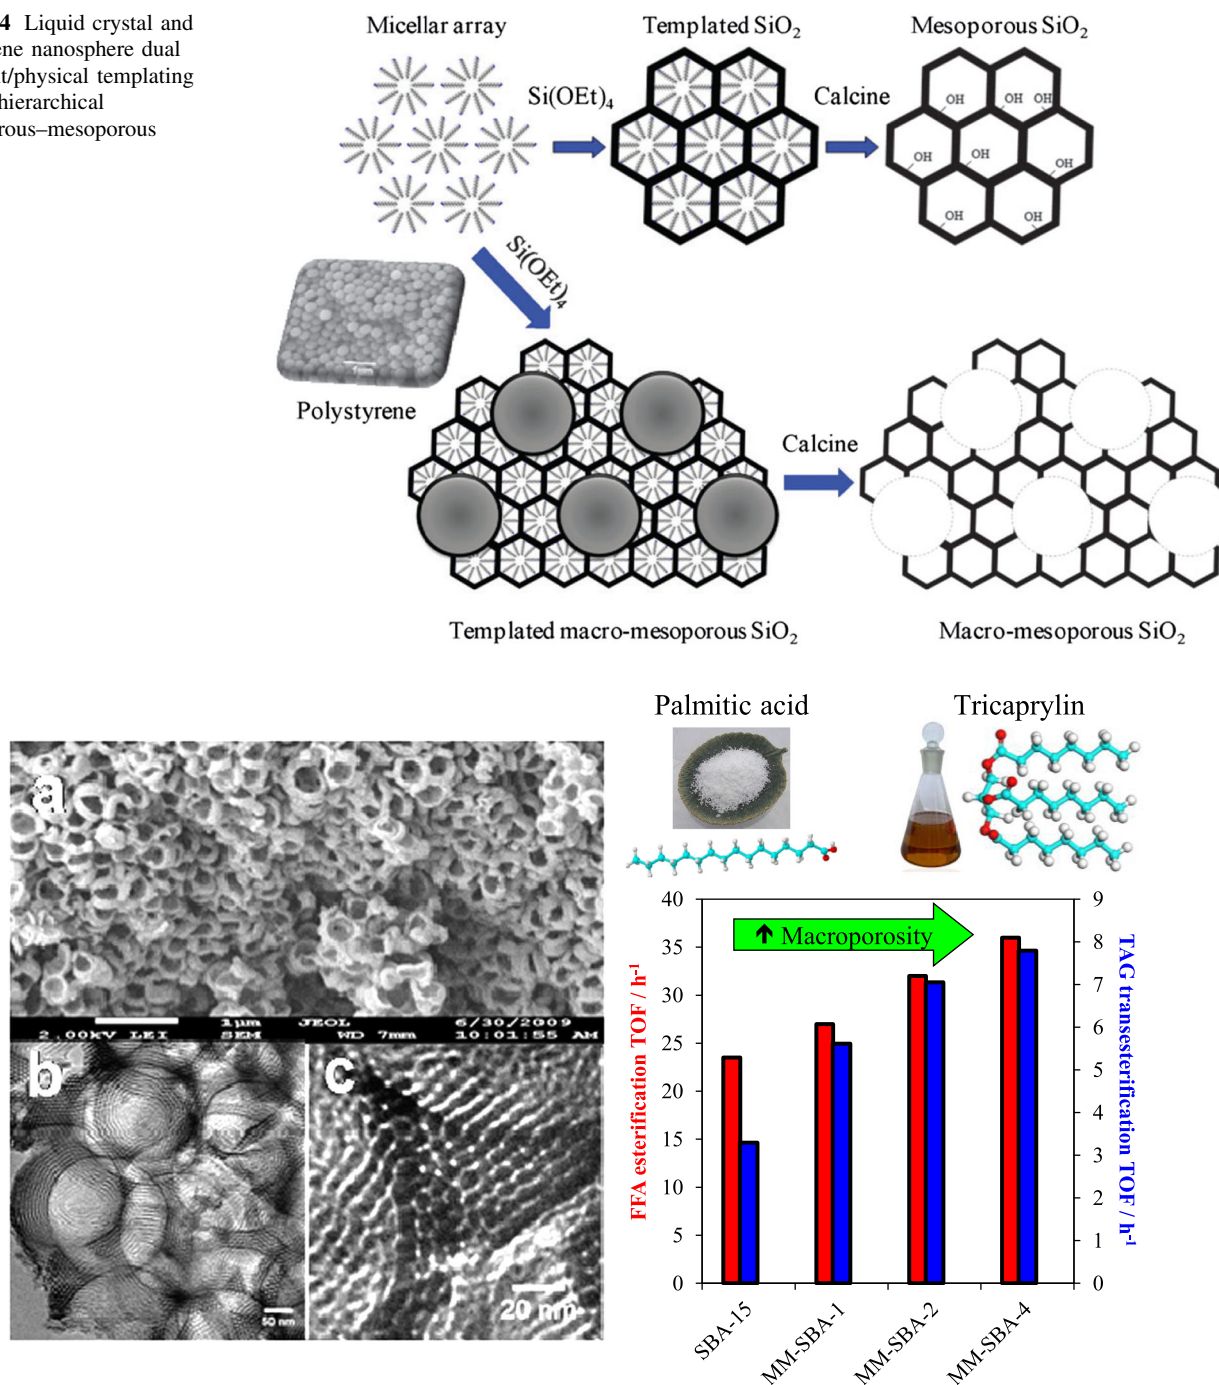 4 Liquid crystal and
ene nanosphere dual
t/physical templating
hierarchical
rous–mesoporous
Micellar array
Templated SiO2
Mesoporous SiO2
Si(OEt)4
Calcine
OH
OH
OH
OH
OH
OH
OH
OH
Si(OEt)4
Polystyrene
Calcine
Templated macro-mesoporous SiO2
Macro-mesoporous SiO2
a
1µm JEOL 6/30/2009
2.00kV LEI SEM WD 7mm 10:01:55 AM
b
50 nm
c
20 nm
Palmitic acid
Tricaprylin
Macroporosity
FFA esterification TOF / h-1
40
35
30
25
20
15
10
5
0
TAG transesterification TOF / h-1
9
8
7
6
5
4
3
2
1
0
SBA-15
MM-SBA-1
MM-SBA-2
MM-SBA-4